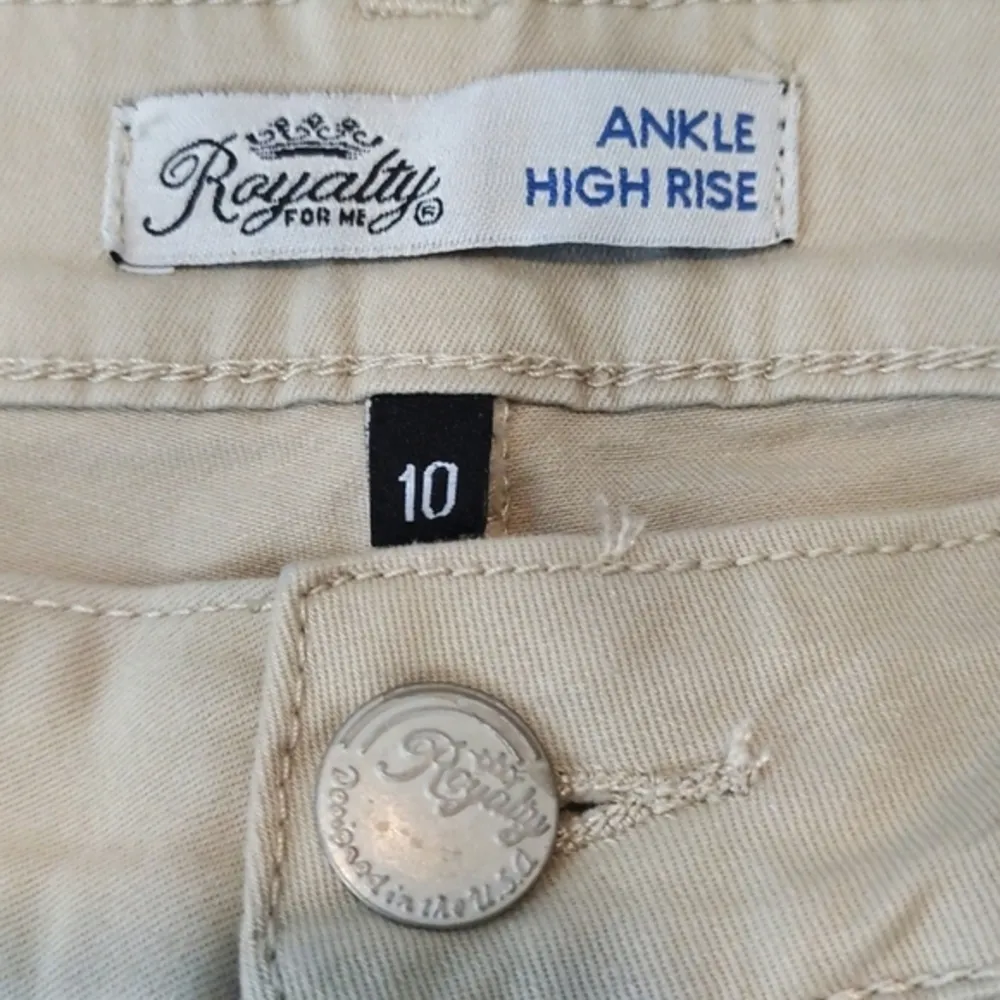 Royalty
FOR ME®
ANKLE
HIGH RISE
10
Royalty
Designed in the U.S.A